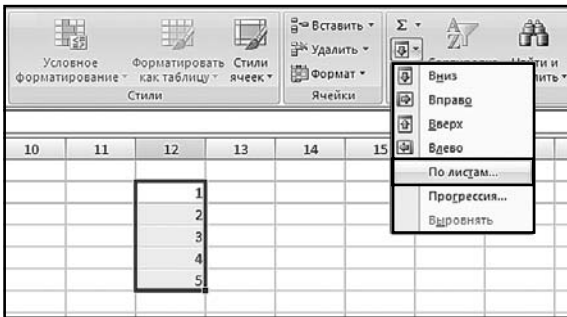 Условное форматирование
Форматировать как таблицу
Стили ячеек
Стили
Вставить
Удалить
Формат
Ячейки
Σ
Вниз
Вправо
Вверх
Влево
По листам...
Прогрессия...
Выровнять
10 11 12 13 14 15
1
2
3
4
5